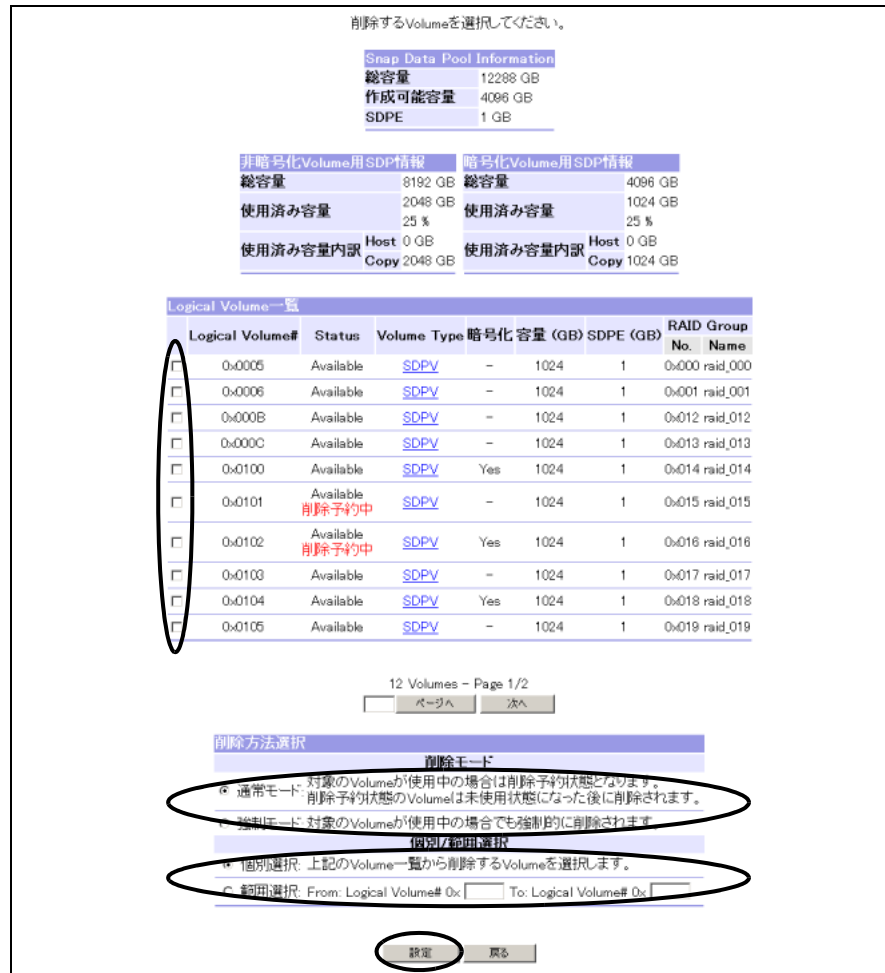 削除するVolumeを選択してください。
Snap Data Pool Information
総容量 12288 GB
作成可能容量 4096 GB
SDPE 1 GB
非暗号化Volume用SDP情報 暗号化Volume用SDP情報
総容量 8192 GB 総容量 4096 GB
使用済み容量 2048 GB 25 % 使用済み容量 1024 GB 25 %
使用済み容量内訳 Host 0 GB 使用済み容量内訳 Host 0 GB
Copy 2048 GB Copy 1024 GB
Logical Volume一覧
Logical Volume# Status Volume Type 暗号化 容量 (GB) SDPE (GB) RAID Group
No. Name
0x0005 Available SDPV - 1024 1 0x000 raid_000
0x0006 Available SDPV - 1024 1 0x001 raid_001
0x000B Available SDPV - 1024 1 0x012 raid_012
0x000C Available SDPV - 1024 1 0x013 raid_013
0x0100 Available SDPV Yes 1024 1 0x014 raid_014
0x0101 Available 削除予約中 SDPV - 1024 1 0x015 raid_015
0x0102 Available 削除予約中 SDPV Yes 1024 1 0x016 raid_016
0x0103 Available SDPV - 1024 1 0x017 raid_017
0x0104 Available SDPV Yes 1024 1 0x018 raid_018
0x0105 Available SDPV - 1024 1 0x019 raid_019
12 Volumes - Page 1/2
ページへ 次へ
削除方法選択
削除モード
通常モード: 対象のVolumeが使用中の場合は削除予約状態となります。
削除予約状態のVolumeは未使用状態になった後に削除されます。
強制モード: 対象のVolumeが使用中の場合でも強制的に削除されます。
個別/範囲選択
個別選択: 上記のVolume一覧から削除するVolumeを選択します。
範囲選択: From: Logical Volume# 0x To: Logical Volume# 0x
設定 戻る